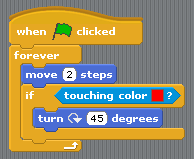 when clicked
forever
move 2 steps
if touching color ?
turn 45 degrees